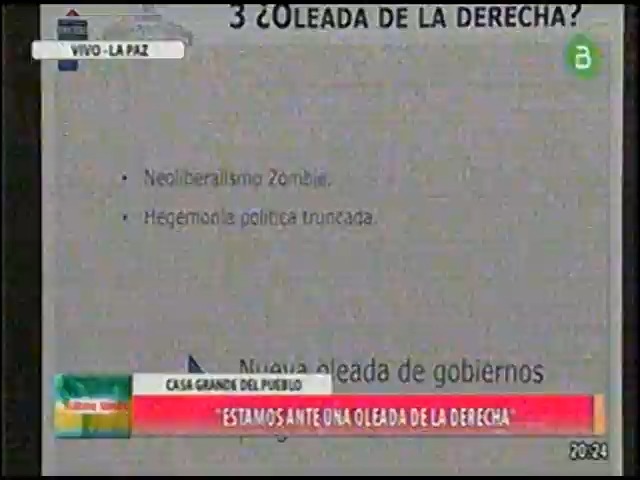 3 ¿OLEADA DE LA DERECHA?
VIVO - LA PAZ
B
• Neoliberalismo Zombie.
• Hegemonía política truncada.
Nueva oleada de gobiernos
CASA GRANDE DEL PUEBLO
"ESTAMOS ANTE UNA OLEADA DE LA DERECHA"
20:24